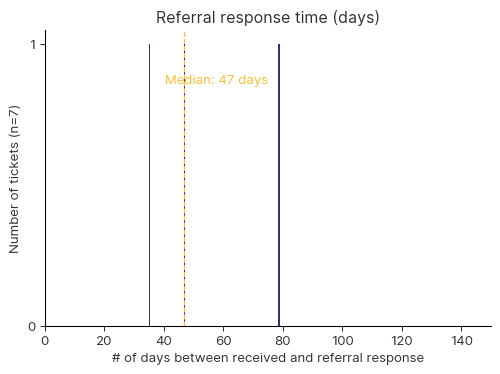 Referral response time (days)
1
Median: 47 days
Number of tickets (n=7)
0
0 20 40 60 80 100 120 140
# of days between received and referral response